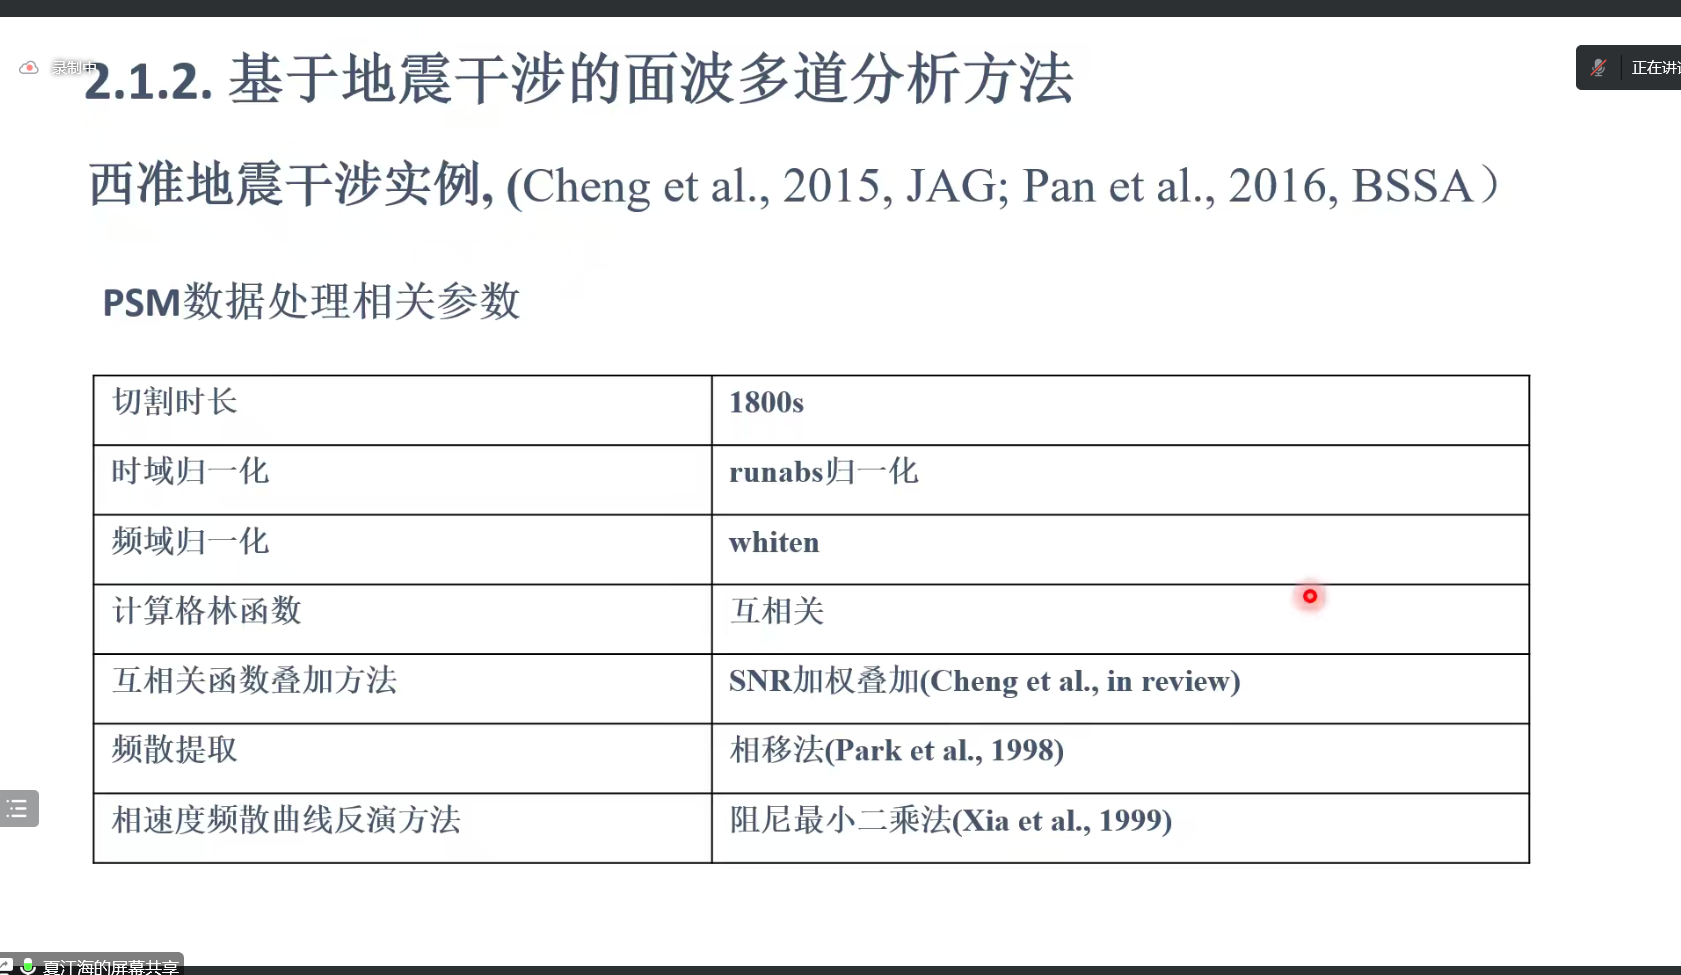 录制中
2.1.2. 基于地震干涉的面波多道分析方法
正在讲
西准地震干涉实例, (Cheng et al., 2015, JAG; Pan et al., 2016, BSSA）
PSM数据处理相关参数
切割时长 1800s
时域归一化 runabs归一化
频域归一化 whiten
计算格林函数 互相关
互相关函数叠加方法 SNR加权叠加(Cheng et al., in review)
频散提取 相移法(Park et al., 1998)
相速度频散曲线反演方法 阻尼最小二乘法(Xia et al., 1999)
夏江海的屏幕共享